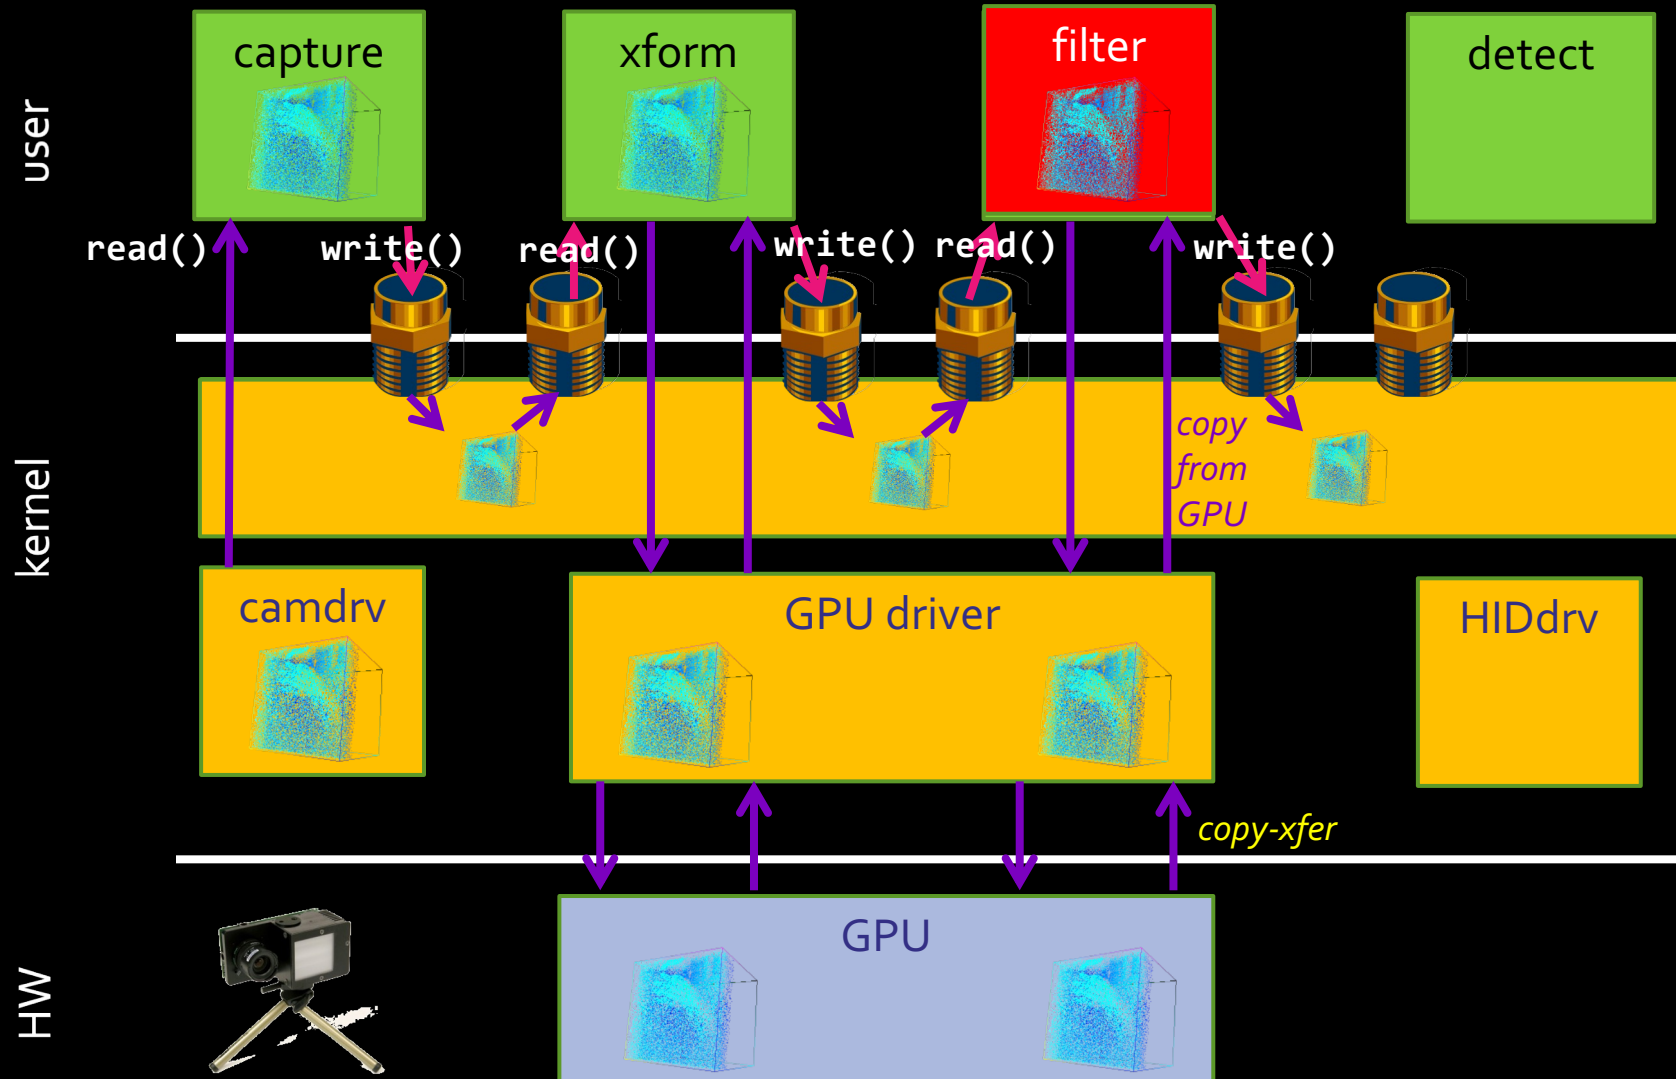 user
capture
xform
filter
detect
read()
write()
read()
write()
read()
write()
kernel
copy
from
GPU
camdrv
GPU driver
HIDdrv
copy-xfer
HW
GPU